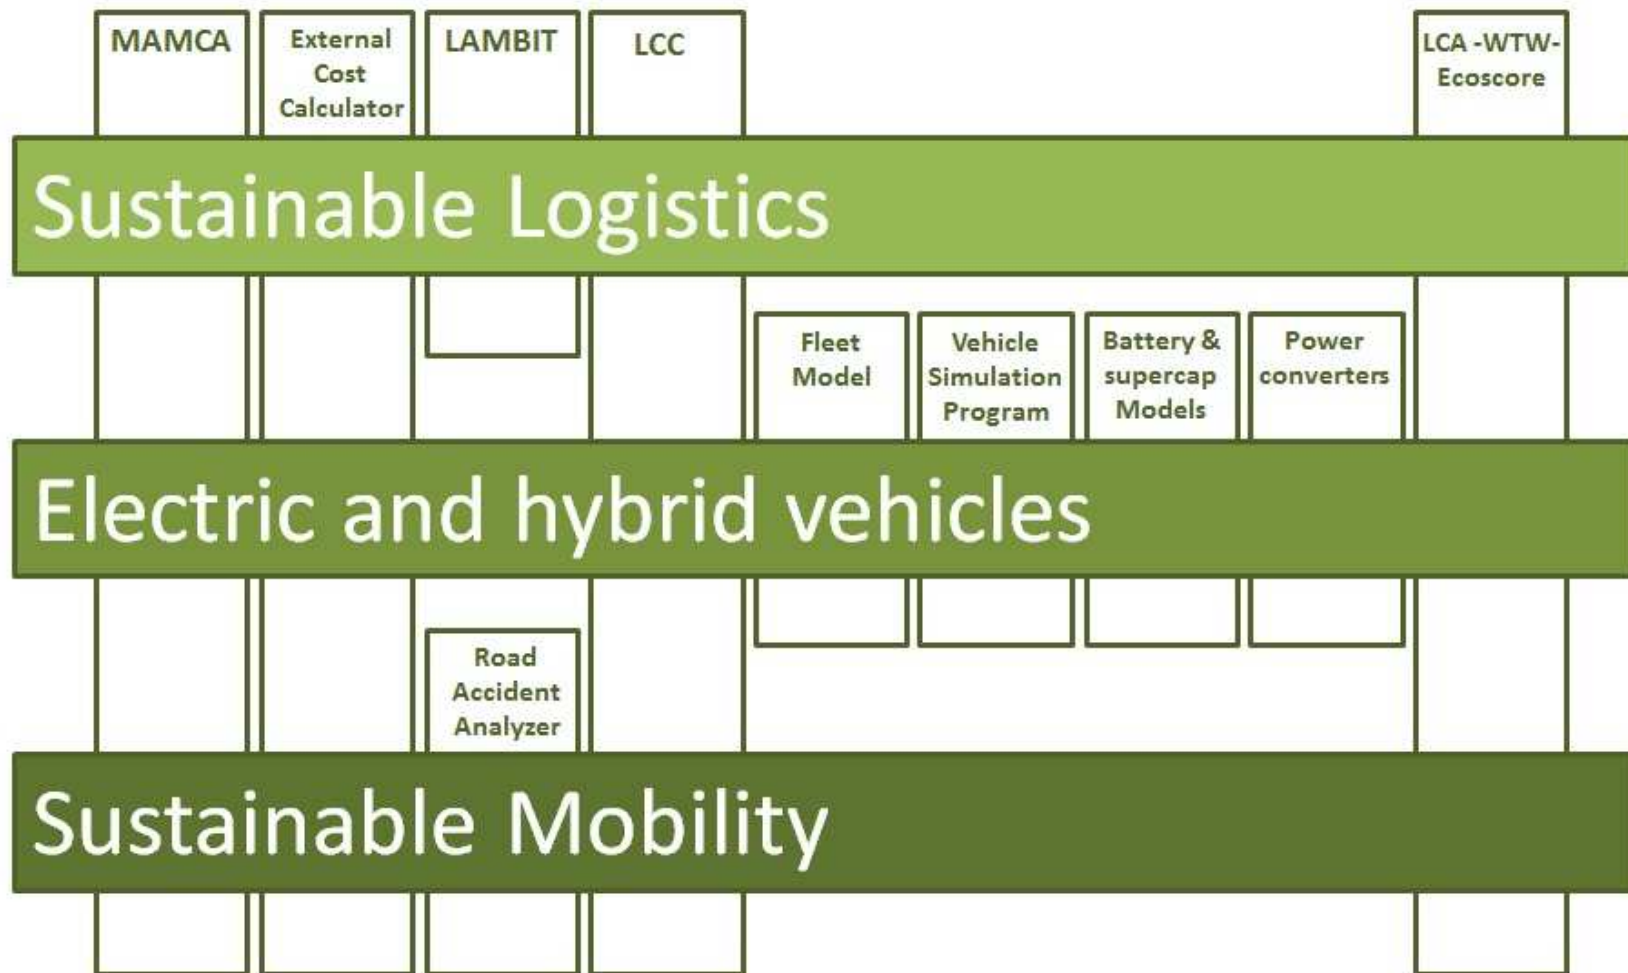 MAMCA
External
Cost
Calculator
LAMBIT
LCC
LCA -WTW-
Ecoscore
Sustainable Logistics
Fleet
Model
Vehicle
Simulation
Program
Battery &
supercap
Models
Power
converters
Electric and hybrid vehicles
Road
Accident
Analyzer
Sustainable Mobility